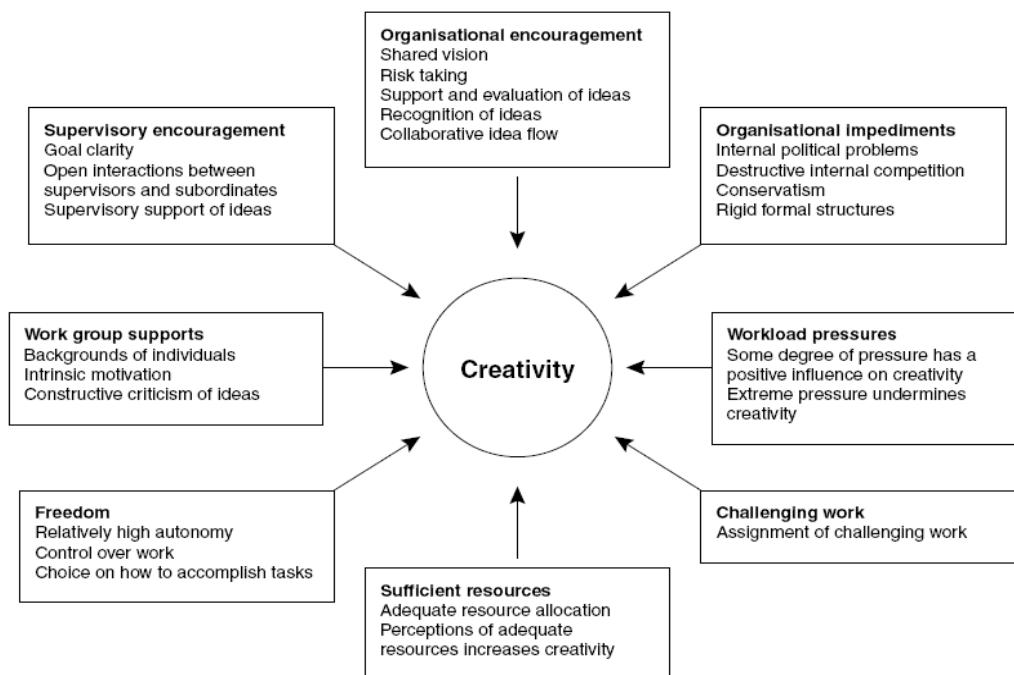 Organisational encouragement
Shared vision
Risk taking
Support and evaluation of ideas
Recognition of ideas
Collaborative idea flow
Supervisory encouragement
Goal clarity
Open interactions between
supervisors and subordinates
Supervisory support of ideas
Organisational impediments
Internal political problems
Destructive internal competition
Conservatism
Rigid formal structures
Work group supports
Backgrounds of individuals
Intrinsic motivation
Constructive criticism of ideas
Creativity
Workload pressures
Some degree of pressure has a
positive influence on creativity
Extreme pressure undermines
creativity
Freedom
Relatively high autonomy
Control over work
Choice on how to accomplish tasks
Challenging work
Assignment of challenging work
Sufficient resources
Adequate resource allocation
Perceptions of adequate
resources increases creativity